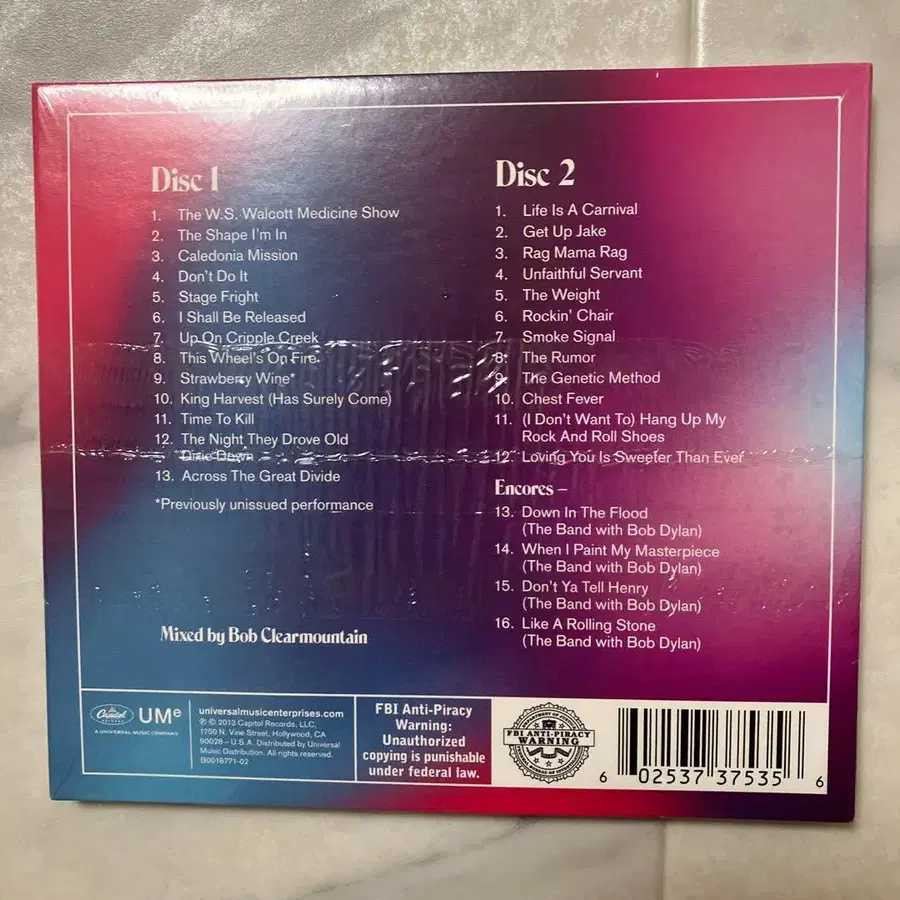 Disc 1
1. The W.S. Walcott Medicine Show
2. The Shape I'm In
3. Caledonia Mission
4. Don't Do It
5. Stage Fright
6. I Shall Be Released
7. Up On Cripple Creek
8. This Wheel's On Fire
9. Strawberry Wine*
10. King Harvest (Has Surely Come)
11. Time To Kill
12. The Night They Drove Old
Dixie Down
13. Across The Great Divide
*Previously unissued performance
Mixed by Bob Clearmountain
Disc 2
1. Life Is A Carnival
2. Get Up Jake
3. Rag Mama Rag
4. Unfaithful Servant
5. The Weight
6. Rockin' Chair
7. Smoke Signal
8. The Rumor
9. The Genetic Method
10. Chest Fever
11. (I Don't Want To) Hang Up My
Rock And Roll Shoes
12. Loving You Is Sweeter Than Ever
Encores –
13. Down In The Flood
(The Band with Bob Dylan)
14. When I Paint My Masterpiece
(The Band with Bob Dylan)
15. Don't Ya Tell Henry
(The Band with Bob Dylan)
16. Like A Rolling Stone
(The Band with Bob Dylan)
Capitol
RECORDS
UMe
A UNIVERSAL MUSIC COMPANY
universalmusicenterprises.com
℗ © 2013 Capitol Records, LLC,
1750 N. Vine Street, Hollywood, CA
90028 – U.S.A. Distributed by Universal
Music Distribution. All rights reserved.
B0018771-02
FBI Anti-Piracy
Warning:
Unauthorized
copying is punishable
under federal law.
FBI ANTI-PIRACY
WARNING
6 02537 37535 6